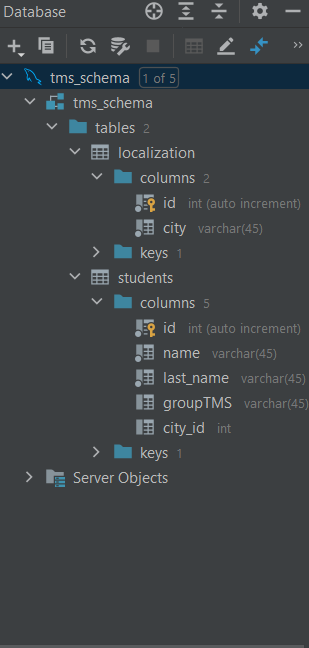 Database
tms_schema 1 of 5
tms_schema
tables 2
localization
columns 2
id int (auto increment)
city varchar(45)
keys 1
students
columns 5
id int (auto increment)
name varchar(45)
last_name varchar(45)
groupTMS varchar(45)
city_id int
keys 1
Server Objects